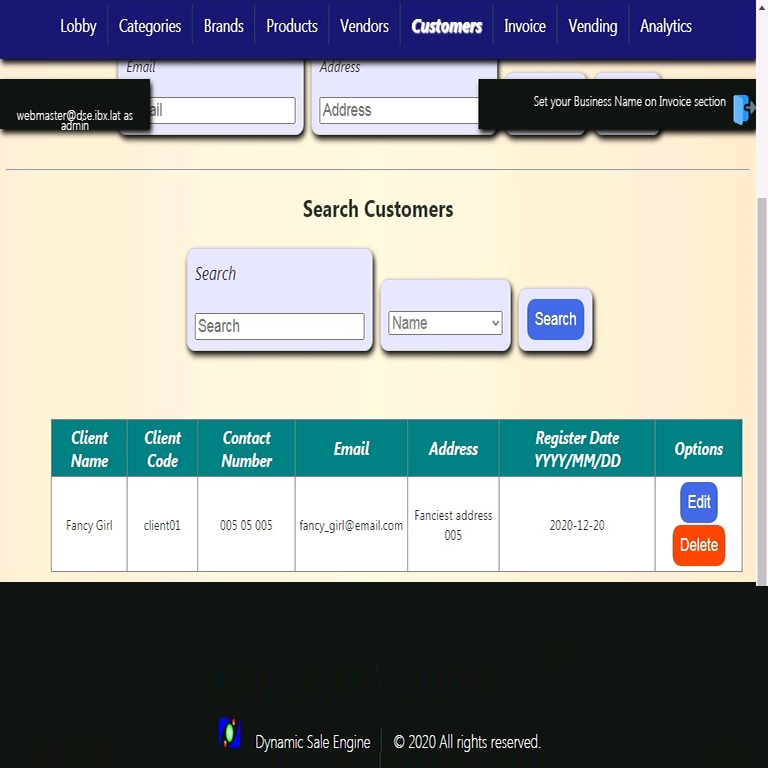 Lobby Categories Brands Products Vendors Customers Invoice Vending Analytics
Email Address
webmaster@dse.ibx.lat as
admin
ail Address
Set your Business Name on Invoice section
Search Customers
Search
Search Name Search
Client Name Client Code Contact Number Email Address Register Date YYYY/MM/DD Options
Fancy Girl client01 005 05 005 fancy_girl@email.com Fanciest address 005 2020-12-20 Edit
Delete
Dynamic Sale Engine © 2020 All rights reserved.